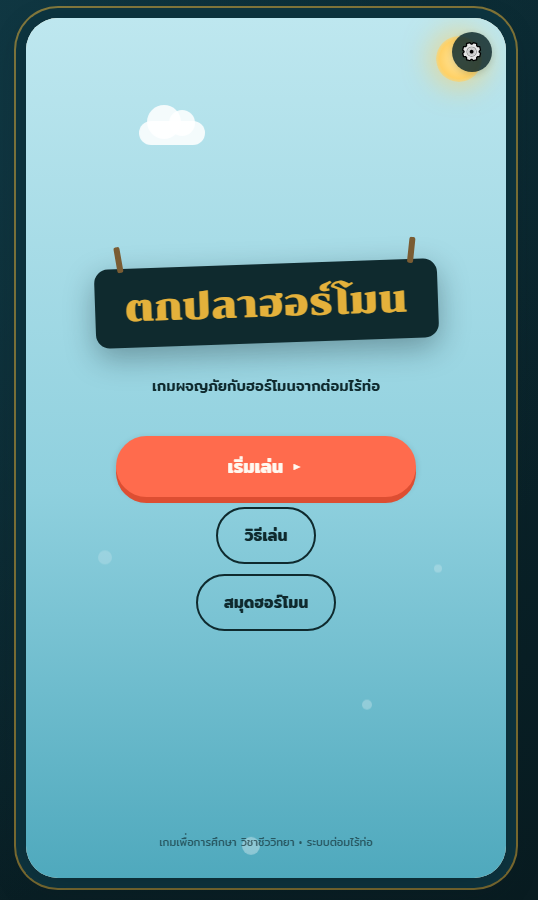 ตกปลาฮอร์โมน
เกมผจญภัยกับฮอร์โมนจากต่อมไร้ท่อ
เริ่มเล่น ▸
วิธีเล่น
สมุดฮอร์โมน
เกมเพื่อการศึกษา วิชาชีววิทยา • ระบบต่อมไร้ท่อ